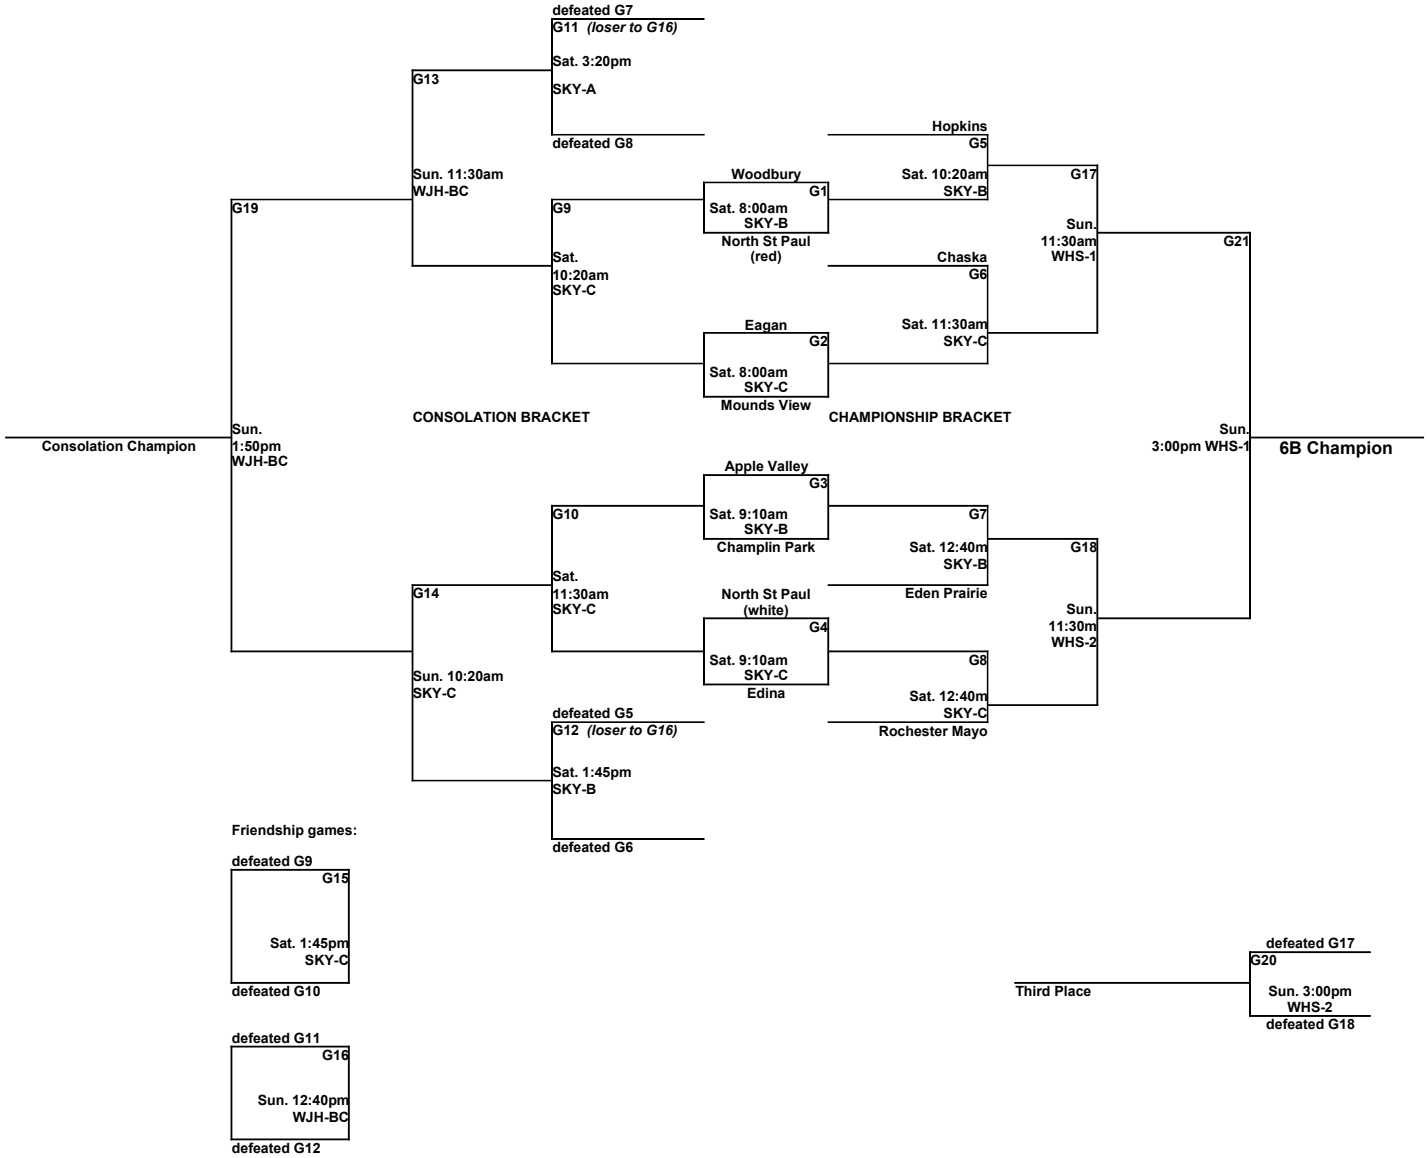 defeated G7
G11 (loser to G16)
Sat. 3:20pm
SKY-A
defeated G8
G13
Sun. 11:30am
WJH-BC
G19
Sun.
1:50pm
WJH-BC
Consolation Champion
G9
Sat.
10:20am
SKY-C
Woodbury
G1
Sat. 8:00am
SKY-B
North St Paul
(red)
Eagan
G2
Sat. 8:00am
SKY-C
Mounds View
Hopkins
G5
Sat. 10:20am
SKY-B
Chaska
G6
Sat. 11:30am
SKY-C
G17
Sun.
11:30am
WHS-1
G21
Sun.
3:00pm WHS-1
6B Champion
CONSOLATION BRACKET
CHAMPIONSHIP BRACKET
Apple Valley
G3
Sat. 9:10am
SKY-B
Champlin Park
North St Paul
(white)
G4
Sat. 9:10am
SKY-C
Edina
G10
Sat.
11:30am
SKY-C
G14
Sun. 10:20am
SKY-C
defeated G5
G12 (loser to G16)
Sat. 1:45pm
SKY-B
defeated G6
G7
Sat. 12:40m
SKY-B
Eden Prairie
G8
Sat. 12:40m
SKY-C
Rochester Mayo
G18
Sun.
11:30m
WHS-2
Friendship games:
defeated G9
G15
Sat. 1:45pm
SKY-C
defeated G10
defeated G11
G16
Sun. 12:40pm
WJH-BC
defeated G12
defeated G17
G20
Sun. 3:00pm
WHS-2
defeated G18
Third Place